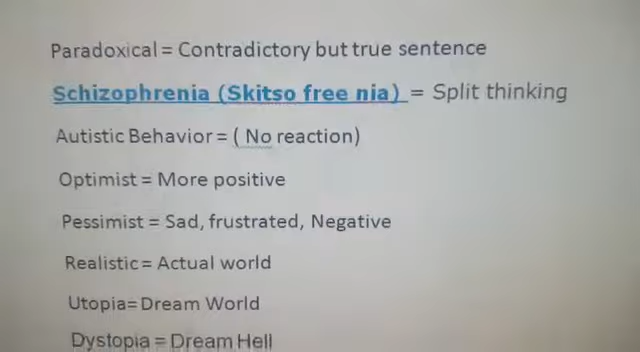 Paradoxical = Contradictory but true sentence
Schizophrenia (Skitso free nia) = Split thinking
Autistic Behavior = ( No reaction)
Optimist = More positive
Pessimist = Sad, frustrated, Negative
Realistic = Actual world
Utopia= Dream World
Dystopia = Dream Hell